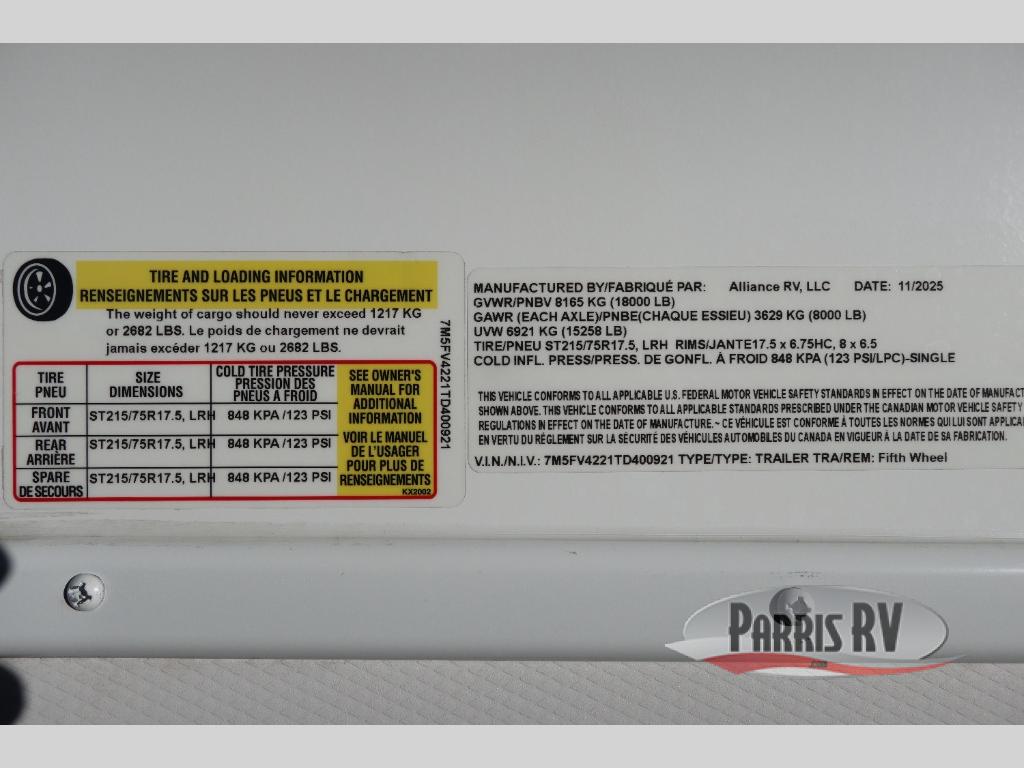 TIRE AND LOADING INFORMATION
RENSEIGNEMENTS SUR LES PNEUS ET LE CHARGEMENT
The weight of cargo should never exceed 1217 KG
or 2682 LBS. Le poids de chargement ne devrait
jamais excéder 1217 KG ou 2682 LBS.
TIRE PNEU
SIZE DIMENSIONS
COLD TIRE PRESSURE
PRESSION DES
PNEUS A FROID
FRONT AVANT
ST215/75R17.5, LRH
848 KPA /123 PSI
REAR ARRIÈRE
ST215/75R17.5, LRH
848 KPA /123 PSI
SPARE DE SECOURS
ST215/75R17.5, LRH
848 KPA /123 PSI
SEE OWNER'S
MANUAL FOR
ADDITIONAL
INFORMATION
VOIR LE MANUEL
DE L'USAGER
POUR PLUS DE
RENSEIGNEMENTS
KX2002
7M5FV4221TD400921
MANUFACTURED BY/FABRIQUÉ PAR: Alliance RV, LLC DATE: 11/2025
GVWR/PNBV 8165 KG (18000 LB)
GAWR (EACH AXLE)/PNBE(CHAQUE ESSIEU) 3629 KG (8000 LB)
UVW 6921 KG (15258 LB)
TIRE/PNEU ST215/75R17.5, LRH RIMS/JANTE17.5 x 6.75HC, 8 x 6.5
COLD INFL. PRESS/PRESS. DE GONFL. À FROID 848 KPA (123 PSI/LPC)-SINGLE
THIS VEHICLE CONFORMS TO ALL APPLICABLE U.S. FEDERAL MOTOR VEHICLE SAFETY STANDARDS IN EFFECT ON THE DATE OF MANUFACT
SHOWN ABOVE. THIS VEHICLE CONFORMS TO ALL APPLICABLE STANDARDS PRESCRIBED UNDER THE CANADIAN MOTOR VEHICLE SAFETY
REGULATIONS IN EFFECT ON THE DATE OF MANUFACTURE. ~ CE VÉHICULE EST CONFORME À TOUTES LES NORMES QUI LUI SONT APPLICA
EN VERTU DU RÉGLEMENT SUR LA SÉCURITÉ DES VÉHICULES AUTOMOBILES DU CANADA EN VIGUEUR À LA DATE DE SA FABRICATION.
V.I.N./N.I.V.: 7M5FV4221TD400921 TYPE/TYPE: TRAILER TRA/REM: Fifth Wheel
PARRIS RV
.com